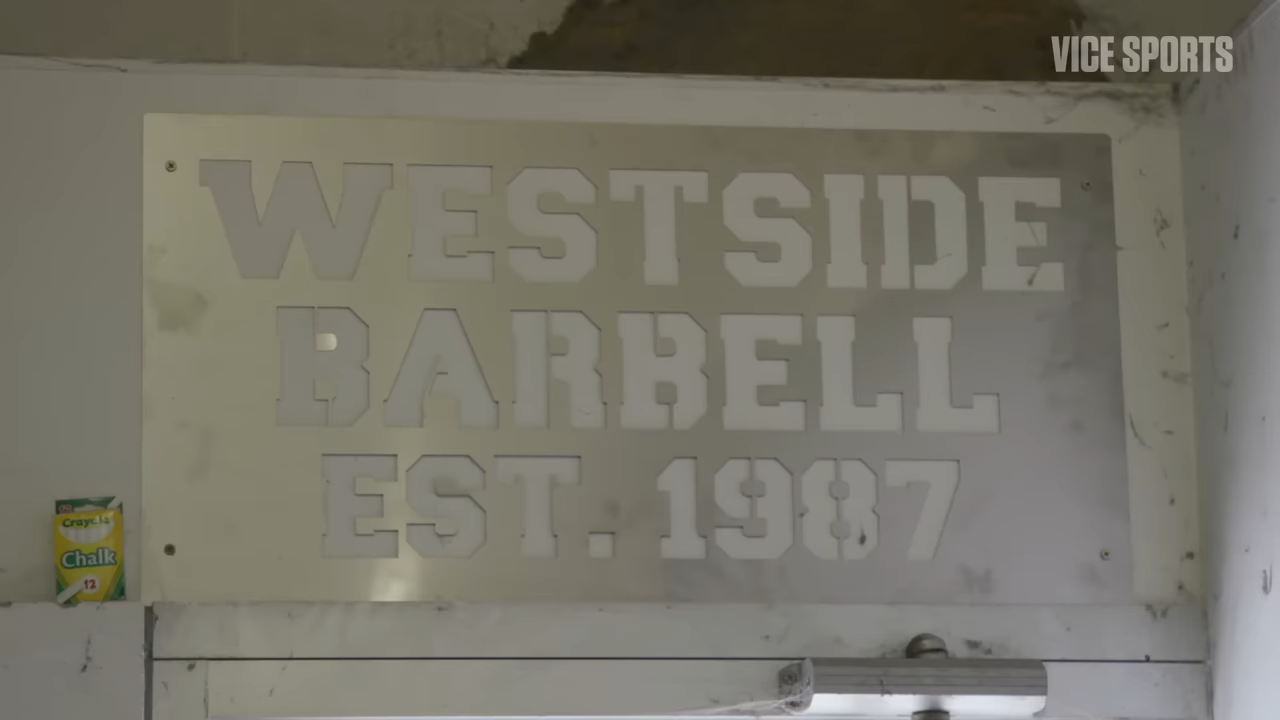 VICE SPORTS
WESTSIDE
BARBELL
EST. 1987
Crayola
Chalk
12